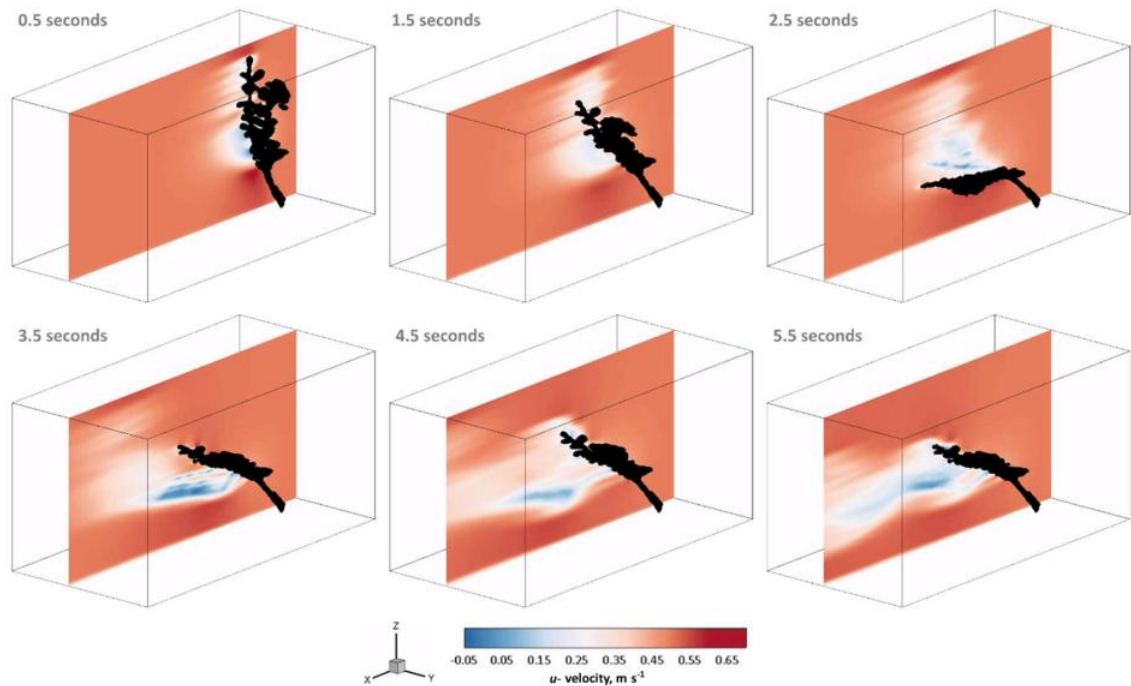 0.5 seconds
1.5 seconds
2.5 seconds
3.5 seconds
4.5 seconds
5.5 seconds
Z
X
Y
-0.05 0.05 0.15 0.25 0.35 0.45 0.55 0.65
u- velocity, m s⁻¹